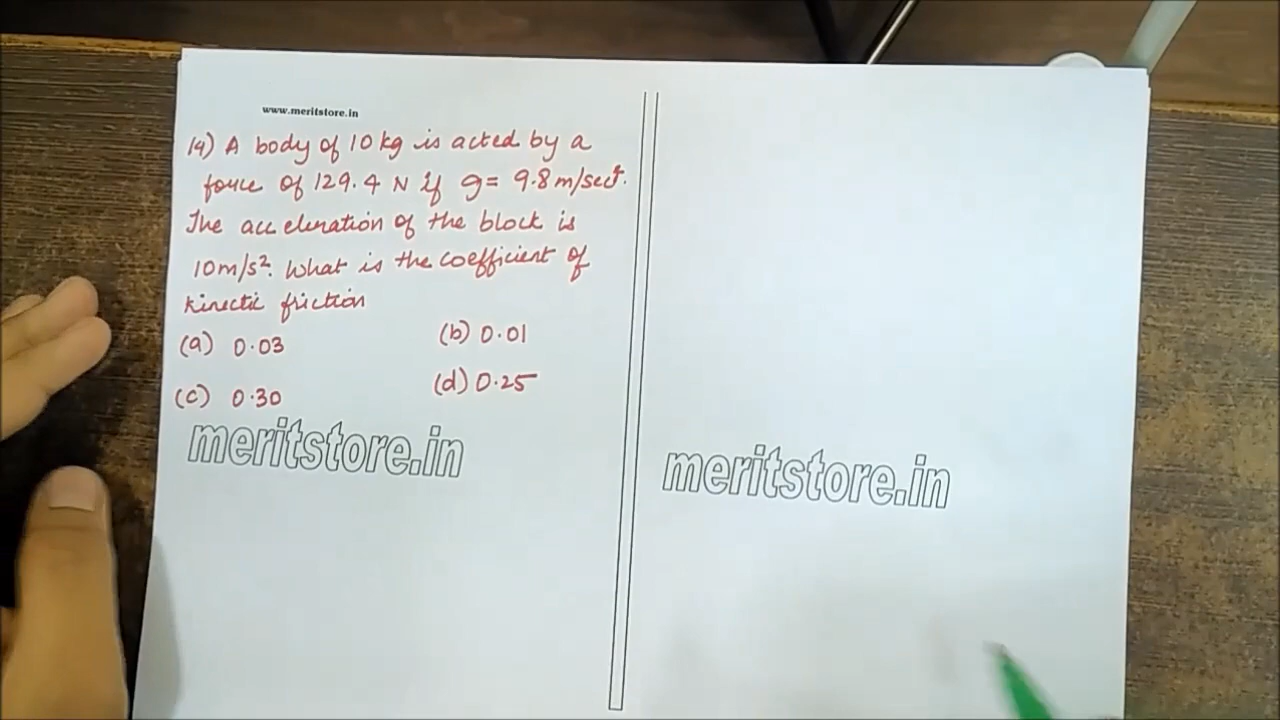 www.meritstore.in
14) A body of 10 kg is acted by a
force of 129.4 N if g = 9.8 m/sec².
The acceleration of the block is
10 m/s². What is the coefficient of
kinectic friction
(a) 0.03 (b) 0.01
(c) 0.30 (d) 0.25
meritstore.in
meritstore.in